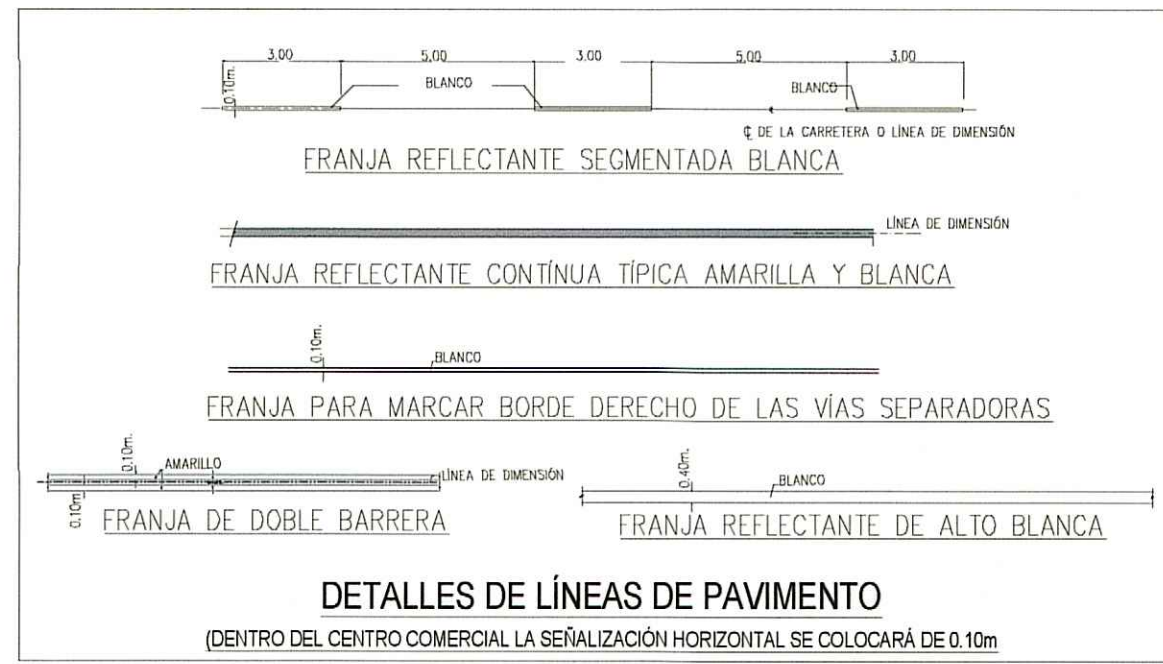 3.00 5.00 3.00 5.00 3.00
0.10m.
BLANCO
BLANCO
℄ DE LA CARRETERA O LÍNEA DE DIMENSIÓN
FRANJA REFLECTANTE SEGMENTADA BLANCA
LÍNEA DE DIMENSIÓN
FRANJA REFLECTANTE CONTÍNUA TÍPICA AMARILLA Y BLANCA
0.10m.
BLANCO
FRANJA PARA MARCAR BORDE DERECHO DE LAS VÍAS SEPARADORAS
0.10m.
AMARILLO
LÍNEA DE DIMENSIÓN
0.10m
FRANJA DE DOBLE BARRERA
0.40m.
BLANCO
FRANJA REFLECTANTE DE ALTO BLANCA
DETALLES DE LÍNEAS DE PAVIMENTO
(DENTRO DEL CENTRO COMERCIAL LA SEÑALIZACIÓN HORIZONTAL SE COLOCARÁ DE 0.10m